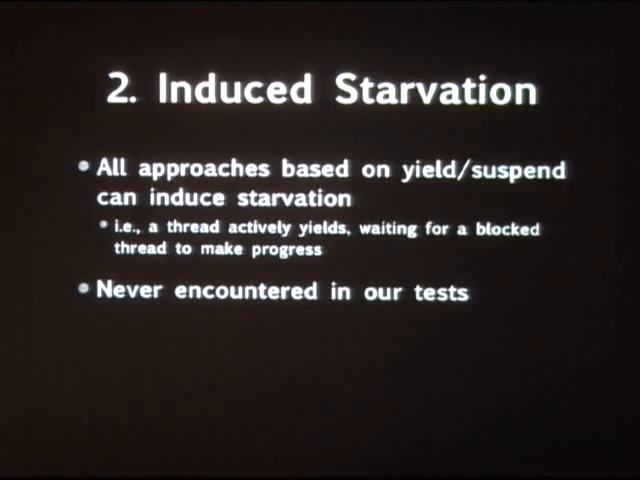 2. Induced Starvation
• All approaches based on yield/suspend
can induce starvation
• i.e., a thread actively yields, waiting for a blocked
thread to make progress
• Never encountered in our tests